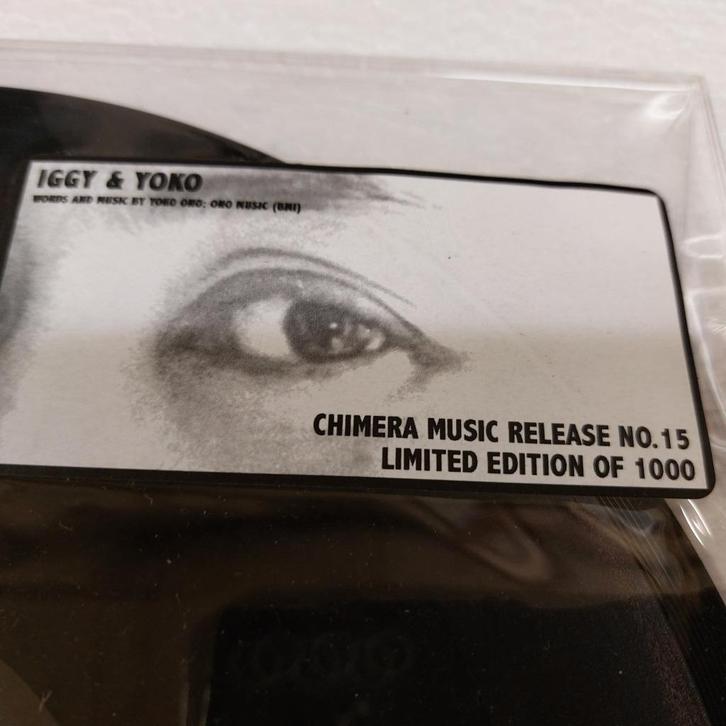 IGGY & YOKO
WORDS AND MUSIC BY YOKO ONO; ONO MUSIC (BMI)
CHIMERA MUSIC RELEASE NO.15
LIMITED EDITION OF 1000